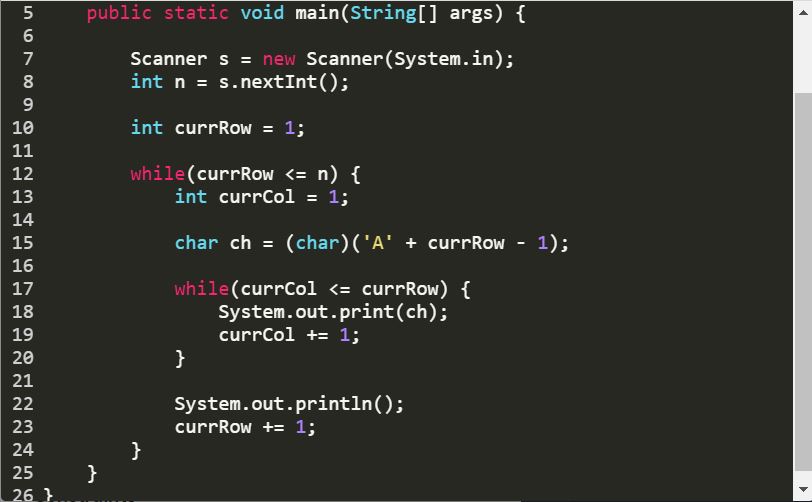 5     public static void main(String[] args) {
6
7         Scanner s = new Scanner(System.in);
8         int n = s.nextInt();
9
10         int currRow = 1;
11
12         while(currRow <= n) {
13             int currCol = 1;
14
15             char ch = (char)('A' + currRow - 1);
16
17             while(currCol <= currRow) {
18                 System.out.print(ch);
19                 currCol += 1;
20             }
21
22             System.out.println();
23             currRow += 1;
24         }
25     }
26 }